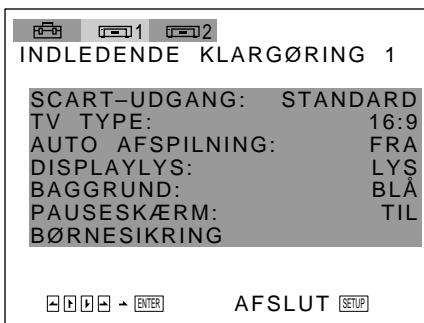 1 2
INDLEDENDE KLARGØRING 1
SCART–UDGANG: STANDARD
TV TYPE: 16:9
AUTO AFSPILNING: FRA
DISPLAYLYS: LYS
BAGGRUND: BLÅ
PAUSESKÆRM: TIL
BØRNESIKRING
ENTER AFSLUT SETUP